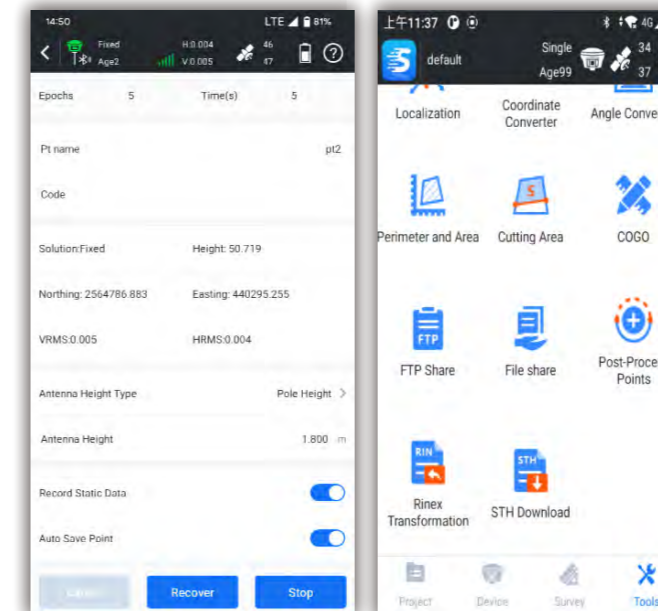 14:50
LTE 81%
Fixed
H:0.004
46
Age2
V:0.005
47
Epochs 5 Time(s) 5
Pt name pt2
Code
Solution:Fixed Height: 50.719
Northing: 2564786.883 Easting: 440295.255
VRMS:0.005 HRMS:0.004
Antenna Height Type Pole Height
Antenna Height 1.800 m
Record Static Data
Auto Save Point
Recover
Stop
上午11:37
4G
default
Single
34
Age99
37
Localization
Coordinate
Converter
Angle Conve
Perimeter and Area
Cutting Area
COGO
FTP
FTP Share
File share
Post-Proce
Points
RIN
STH
Rinex
Transformation
STH Download
Project
Device
Survey
Tools